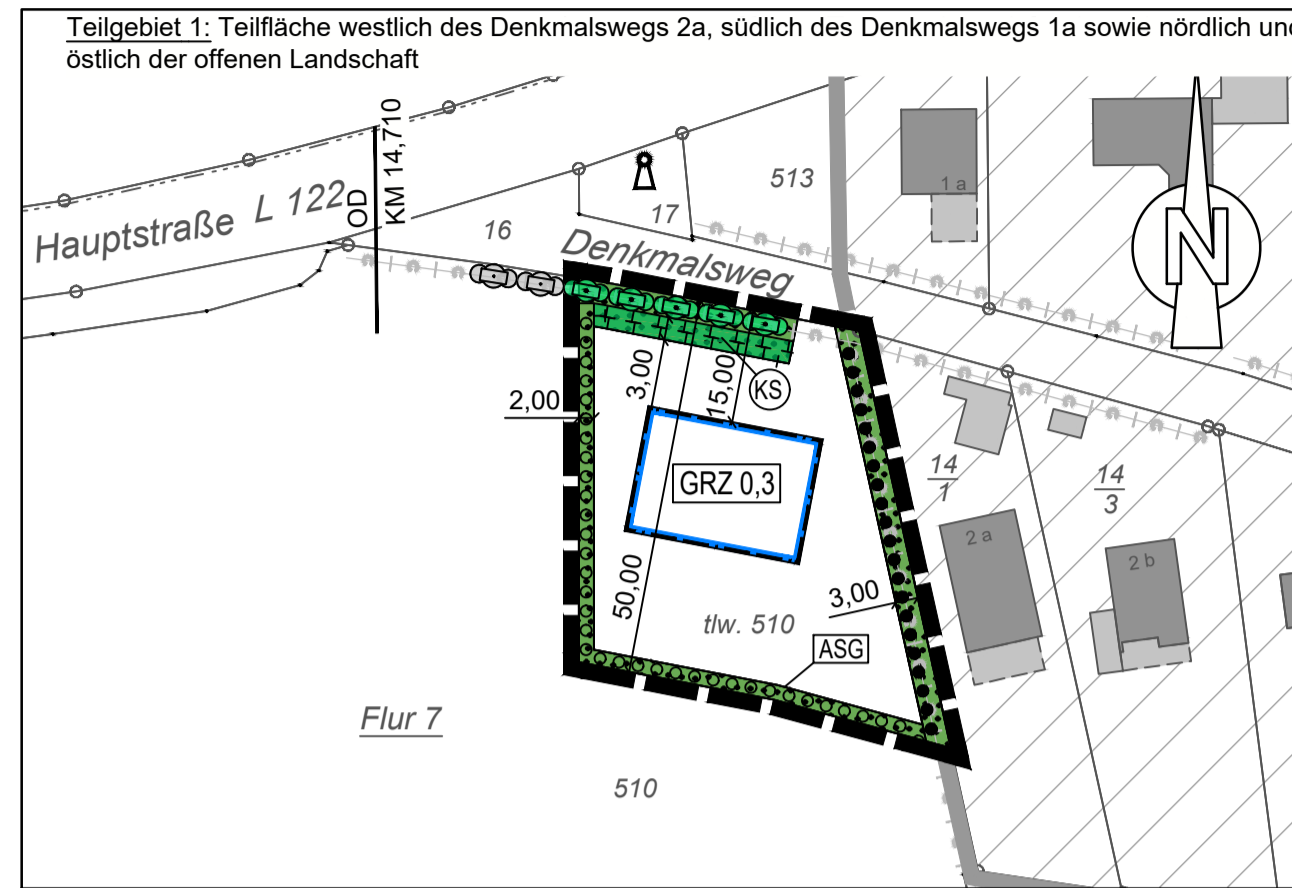 Teilgebiet 1: Teilfläche westlich des Denkmalswegs 2a, südlich des Denkmalswegs 1a sowie nördlich und
östlich der offenen Landschaft
Hauptstraße L 122
OD
KM 14,710
16
17
513
1 a
N
Denkmalsweg
2,00
3,00
15,00
KS
GRZ 0,3
50,00
14
1
14
3
2 a
2 b
3,00
tlw. 510
ASG
Flur 7
510